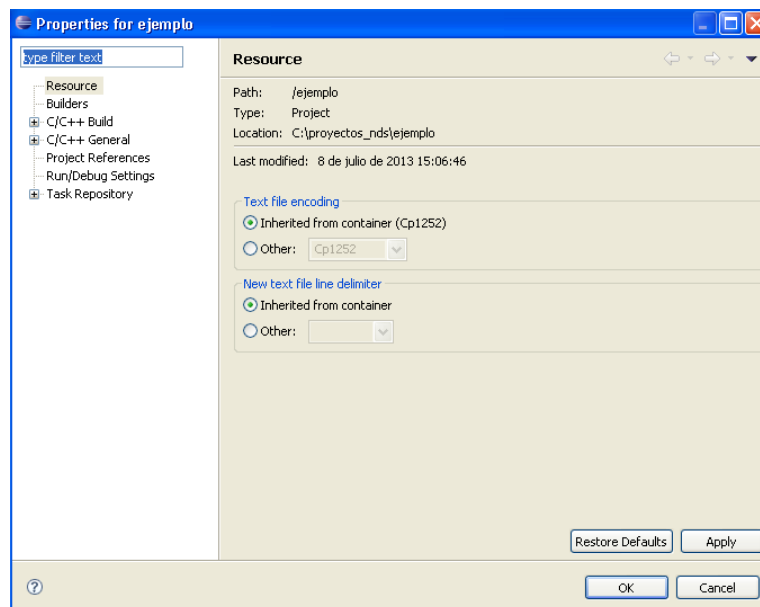 Properties for ejemplo
type filter text
Resource
Builders
C/C++ Build
C/C++ General
Project References
Run/Debug Settings
Task Repository
Resource
Path: /ejemplo
Type: Project
Location: C:\proyectos_nds\ejemplo
Last modified: 8 de julio de 2013 15:06:46
Text file encoding
Inherited from container (Cp1252)
Other: Cp1252
New text file line delimiter
Inherited from container
Other:
Restore Defaults Apply
? OK Cancel